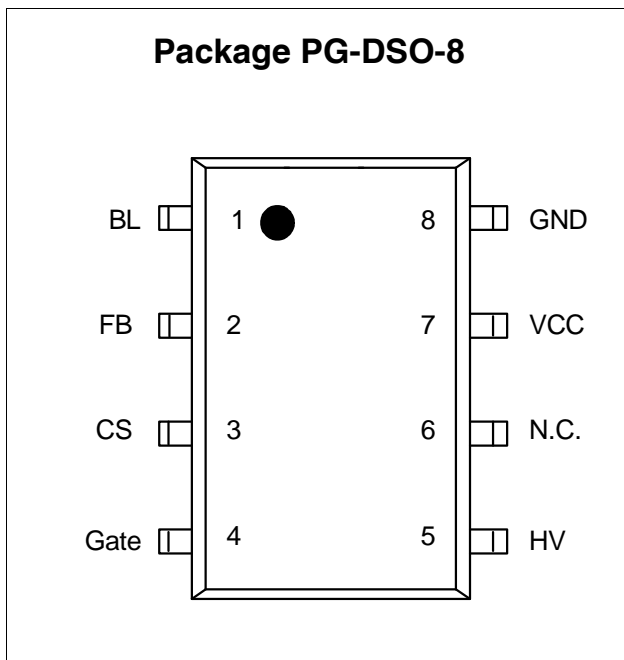 Package PG-DSO-8
BL 1 8 GND
FB 2 7 VCC
CS 3 6 N.C.
Gate 4 5 HV